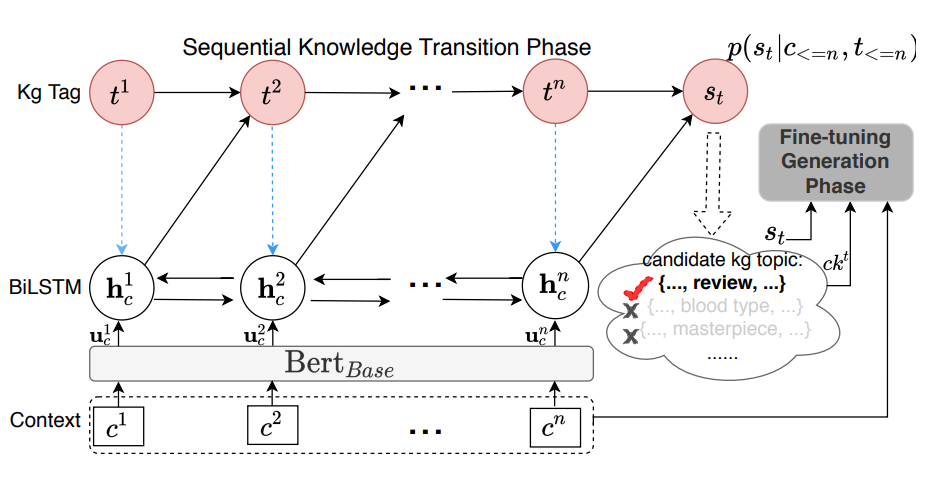 Sequential Knowledge Transition Phase
p(s_t|c_{<=n}, t_{<=n})
Kg Tag
t^1
t^2
...
t^n
s_t
Fine-tuning
Generation
Phase
s_t
ck^t
candidate kg topic:
{..., review, ...}
{..., blood type, ...}
{..., masterpiece, ...}
......
BiLSTM
h_c^1
h_c^2
...
h_c^n
u_c^1
u_c^2
u_c^n
Bert_{Base}
Context
c^1
c^2
...
c^n